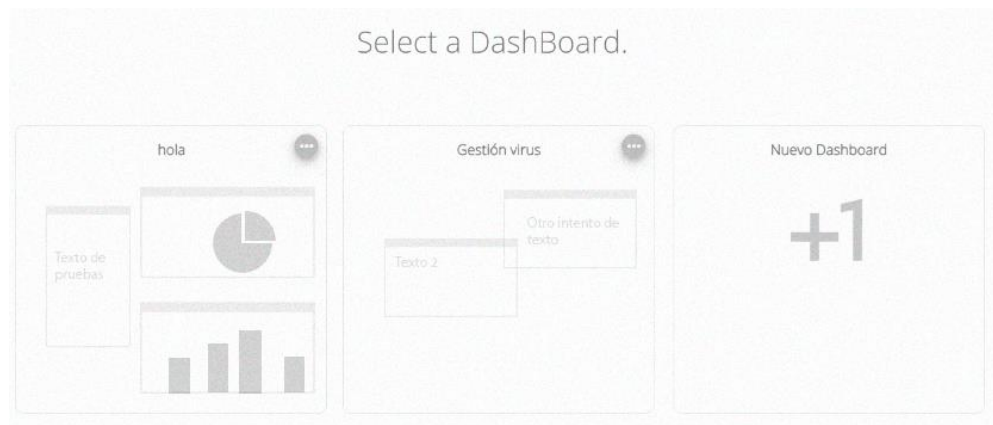 Select a DashBoard.
hola
Texto de
pruebas
Gestión virus
Otro intento de
texto
Texto 2
Nuevo Dashboard
+1